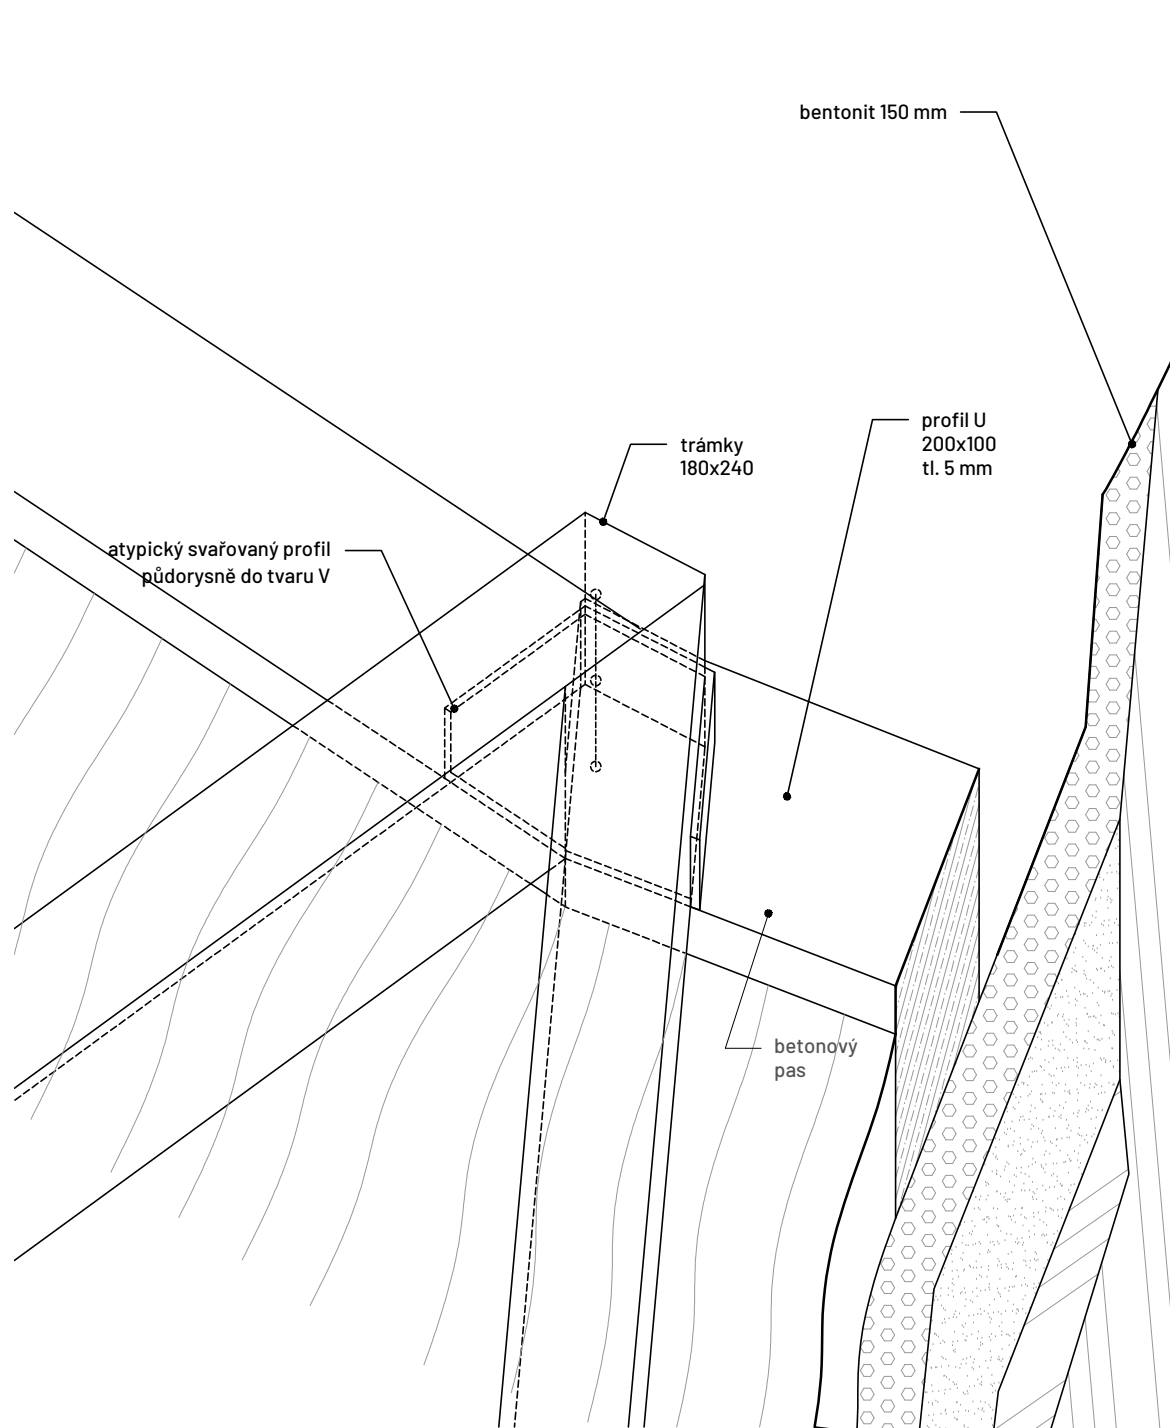 bentonit 150 mm
profil U
200x100
tl. 5 mm
trámky
180x240
atypický svařovaný profil
půdorysně do tvaru V
betonový
pas